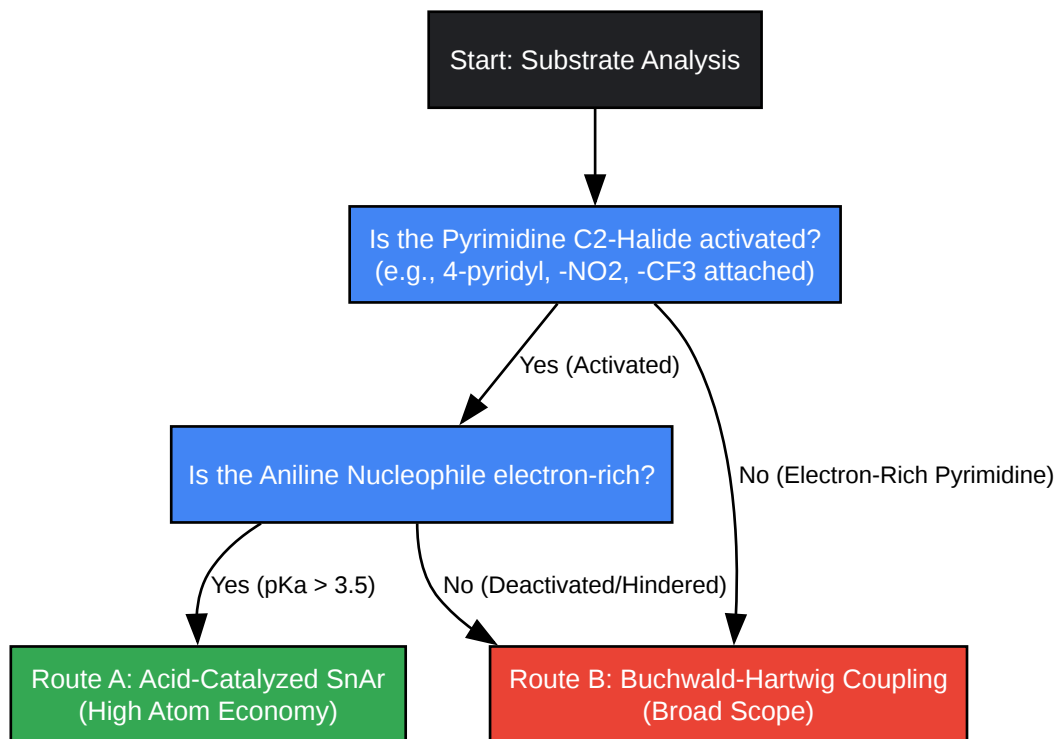 Start: Substrate Analysis
Is the Pyrimidine C2-Halide activated?
(e.g., 4-pyridyl, -NO2, -CF3 attached)
Yes (Activated)
Is the Aniline Nucleophile electron-rich?
No (Electron-Rich Pyrimidine)
Yes (pKa > 3.5)
No (Deactivated/Hindered)
Route A: Acid-Catalyzed SnAr
(High Atom Economy)
Route B: Buchwald-Hartwig Coupling
(Broad Scope)